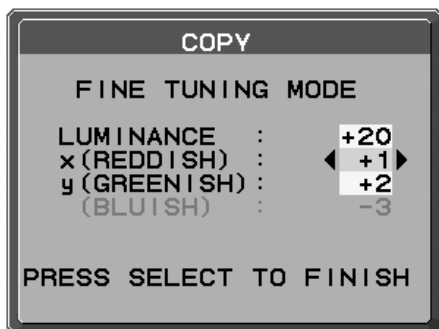 COPY
FINE TUNING MODE
LUMINANCE : +20
x(REDDISH) : +1
y(GREENISH) : +2
(BLUISH) : -3
PRESS SELECT TO FINISH